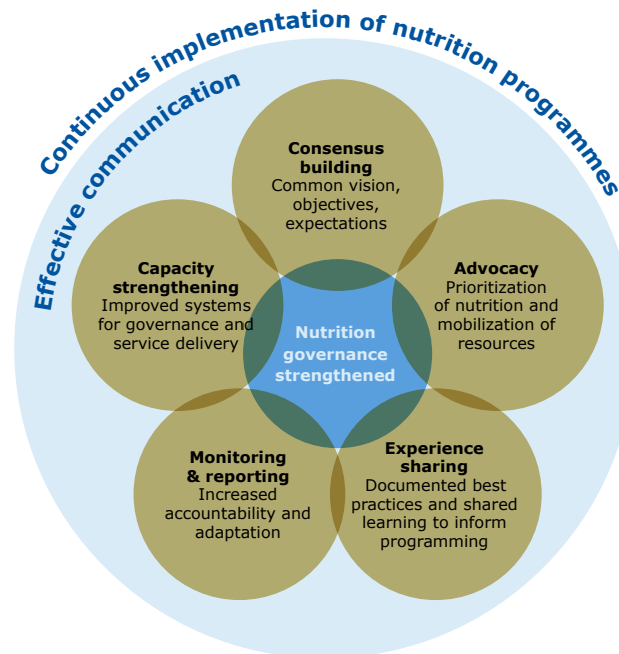 Continuous implementation of nutrition programmes
Effective communication
Consensus
building
Common vision,
objectives,
expectations
Capacity
strengthening
Improved systems
for governance and
service delivery
Advocacy
Prioritization
of nutrition and
mobilization of
resources
Nutrition
governance
strengthened
Monitoring
& reporting
Increased
accountability and
adaptation
Experience
sharing
Documented best
practices and shared
learning to inform
programming